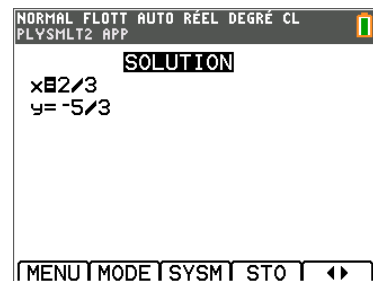 NORMAL FLOTT AUTO RÉEL DEGRÉ CL
PLYSMLT2 APP
SOLUTION
x=2/3
y=-5/3
MENU MODE SYSM STO ◂▸